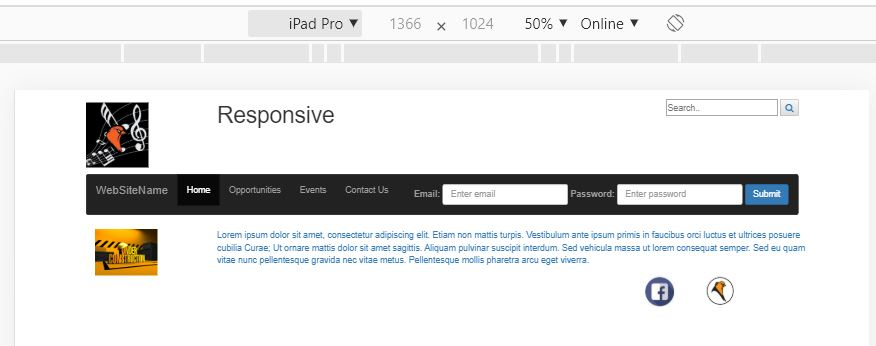 iPad Pro ▼ 1366 × 1024 50% ▼ Online ▼
Responsive
Search..
WebSiteName Home Opportunities Events Contact Us Email: Enter email Password: Enter password Submit
UNDER CONSTRUCTION
Lorem ipsum dolor sit amet, consectetur adipiscing elit. Etiam non mattis turpis. Vestibulum ante ipsum primis in faucibus orci luctus et ultrices posuere
cubilia Curae; Ut ornare mattis dolor sit amet sagittis. Aliquam pulvinar suscipit interdum. Sed vehicula massa ut lorem consequat semper. Sed eu quam
vitae nunc pellentesque gravida nec vitae metus. Pellentesque mollis pharetra arcu eget viverra.